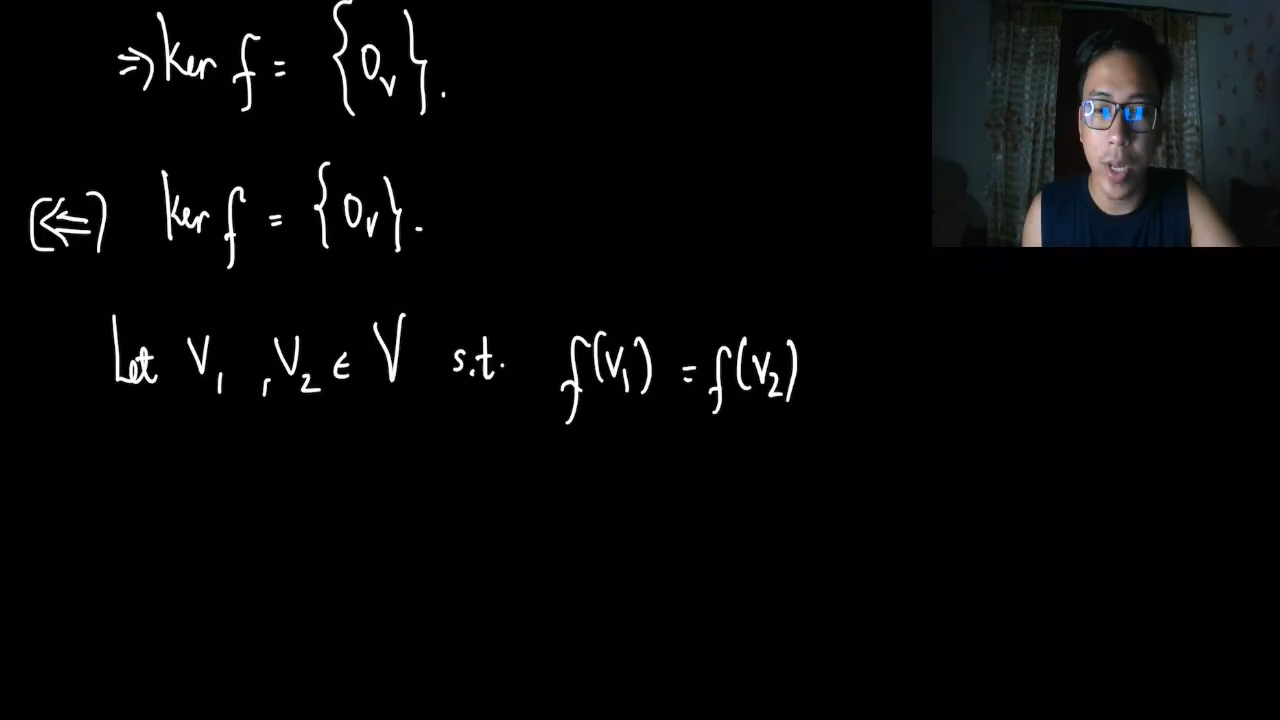 ⇒ ker f = {0_V}.
(⇐) ker f = {0_V}.
Let V₁, V₂ ∈ V s.t. f(V₁) = f(V₂)